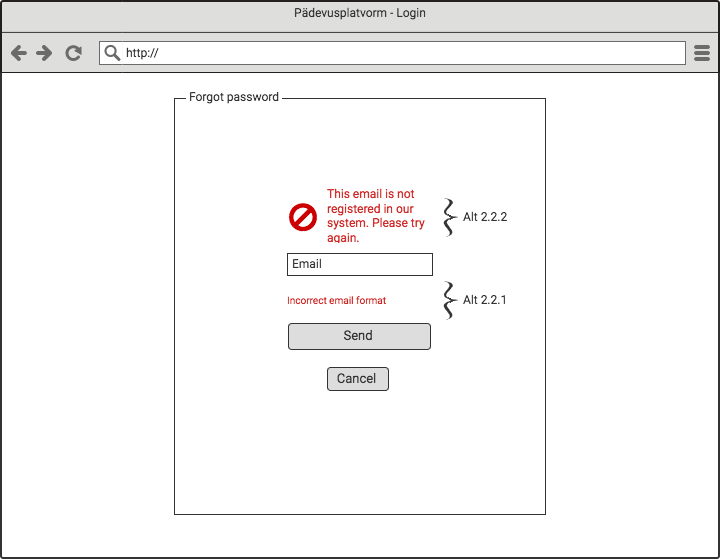 Pädevusplatvorm - Login
http://
Forgot password
This email is not
registered in our
system. Please try
again.
Alt 2.2.2
Email
Incorrect email format
Alt 2.2.1
Send
Cancel